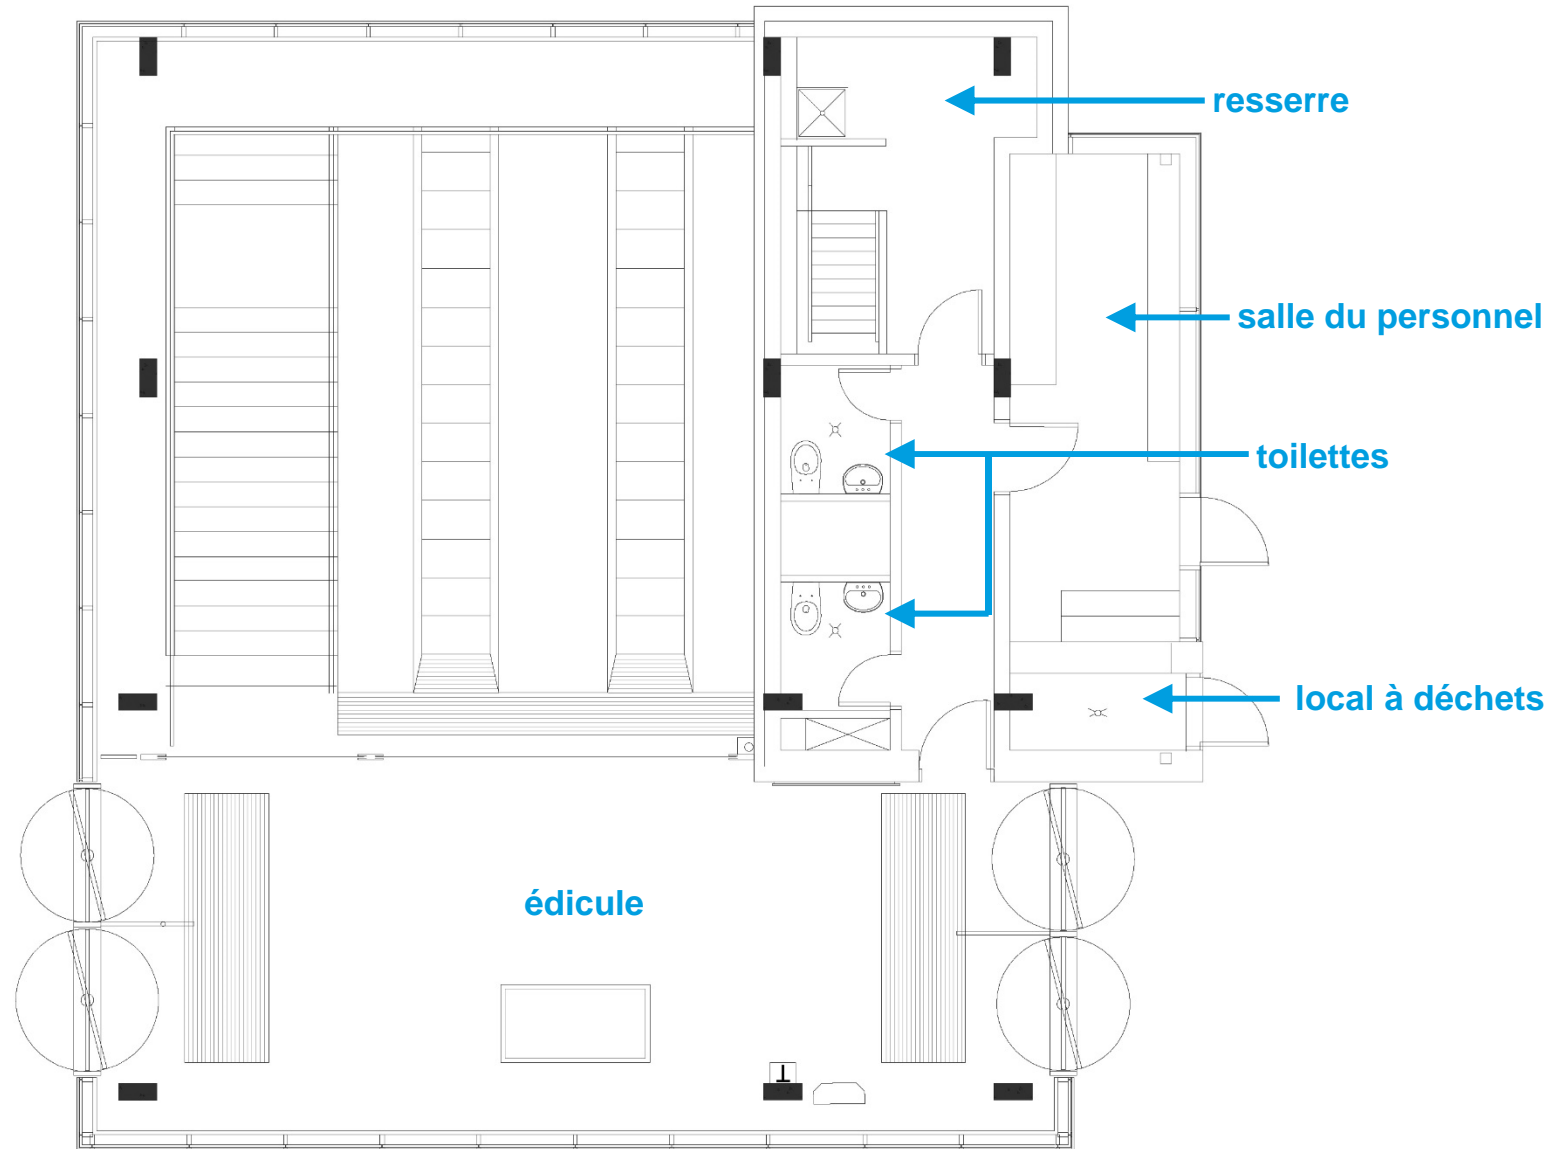 resserre
salle du personnel
toilettes
local à déchets
édicule